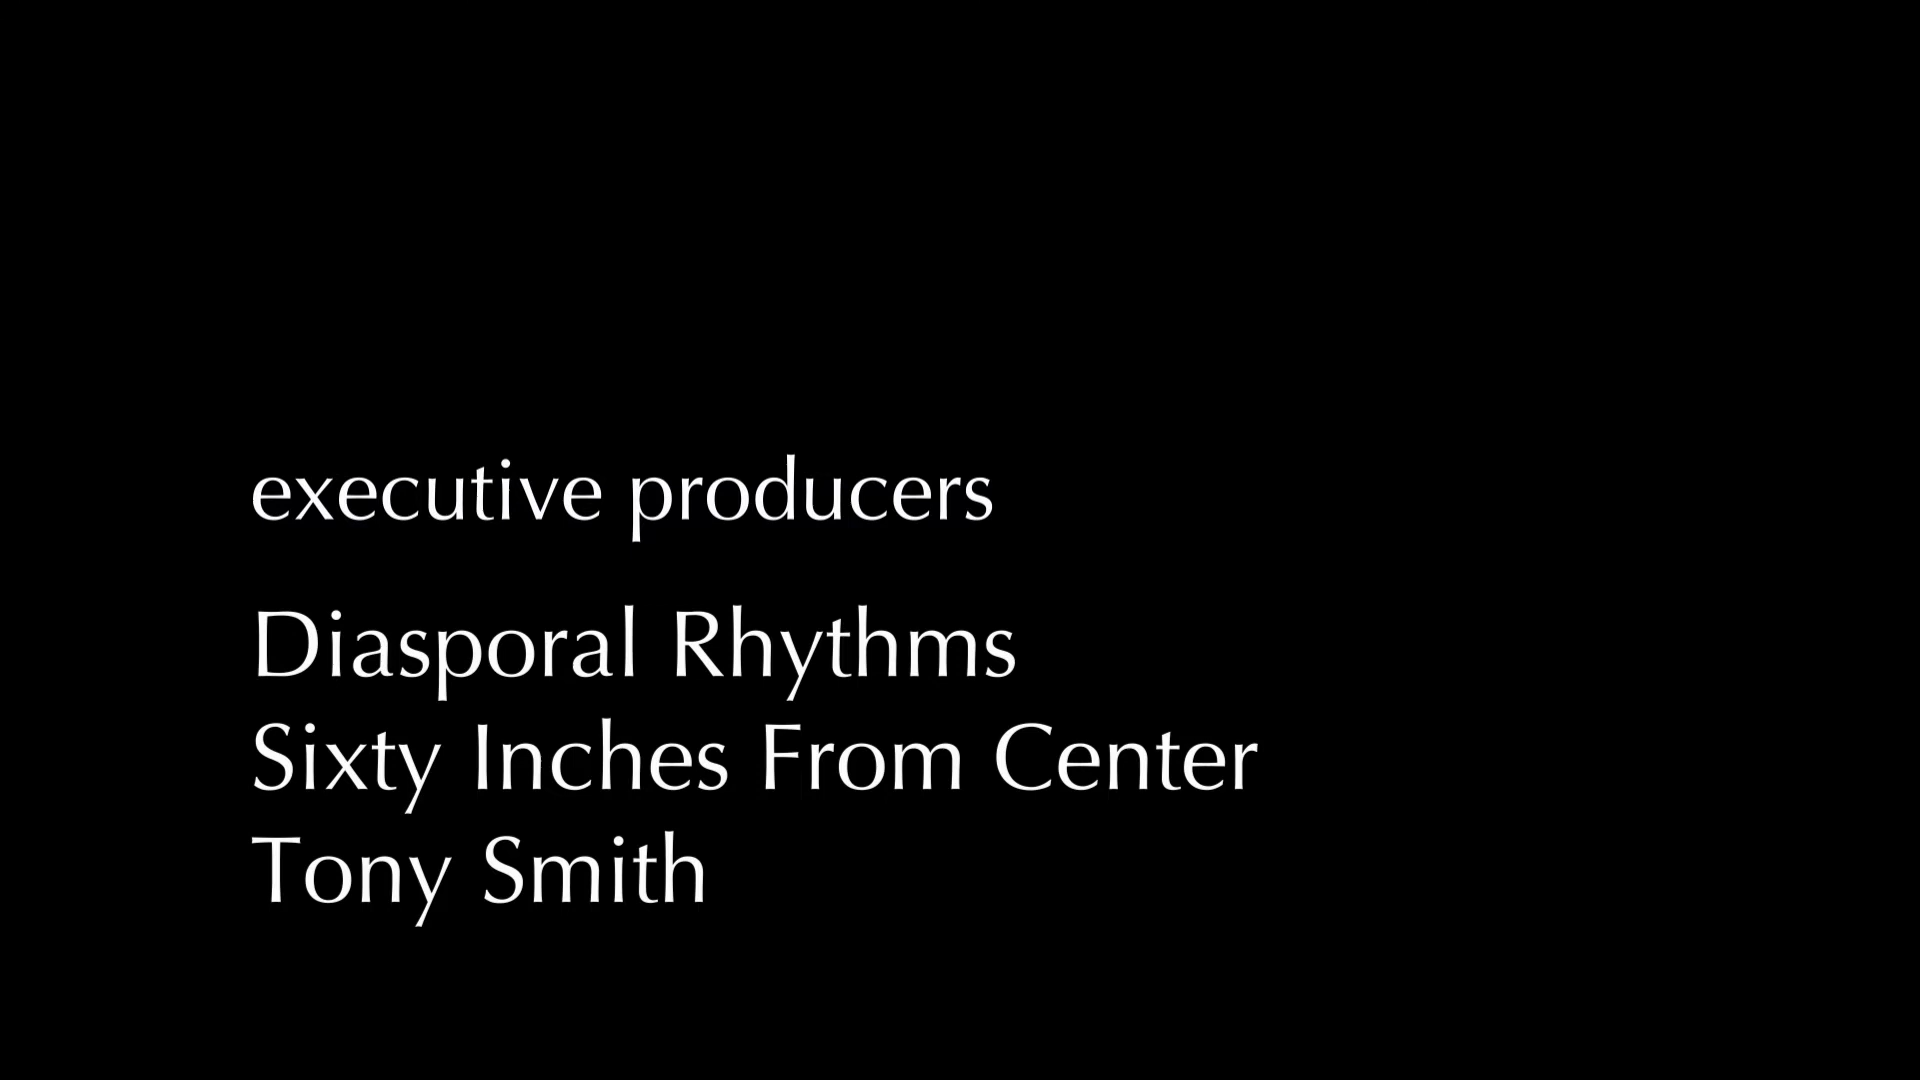 executive producers
Diasporal Rhythms
Sixty Inches From Center
Tony Smith